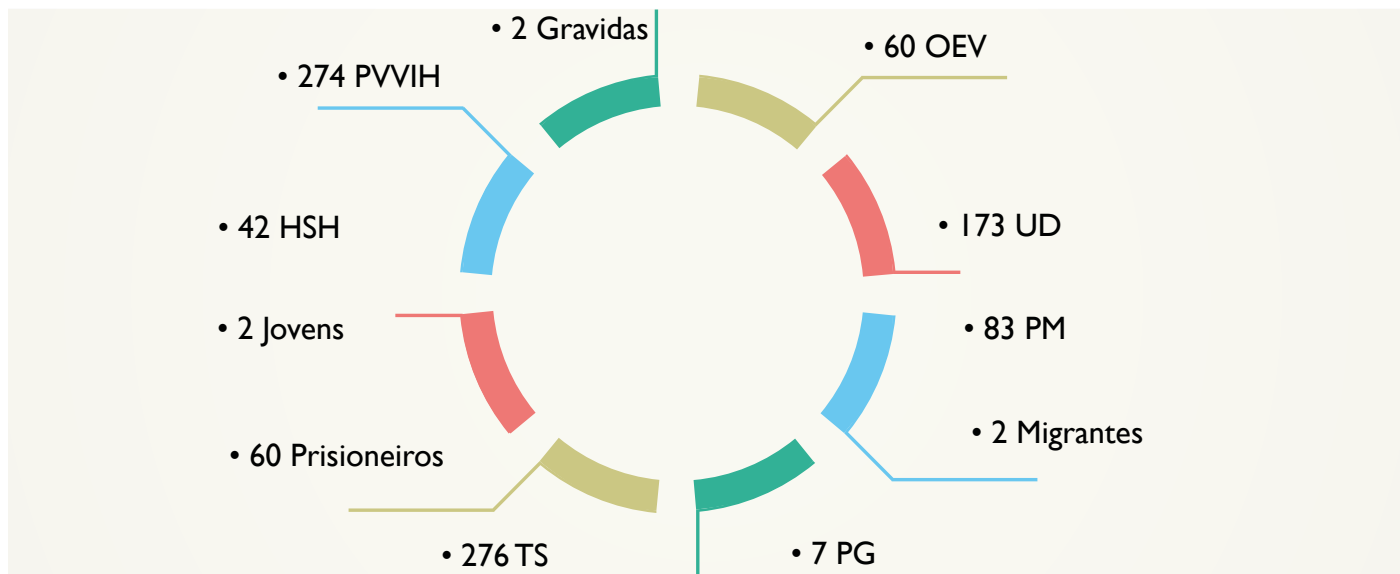 • 2 Gravidas
• 60 OEV
• 274 PVVIH
• 42 HSH
• 173 UD
• 2 Jovens
• 83 PM
• 60 Prisioneiros
• 2 Migrantes
• 276 TS
• 7 PG